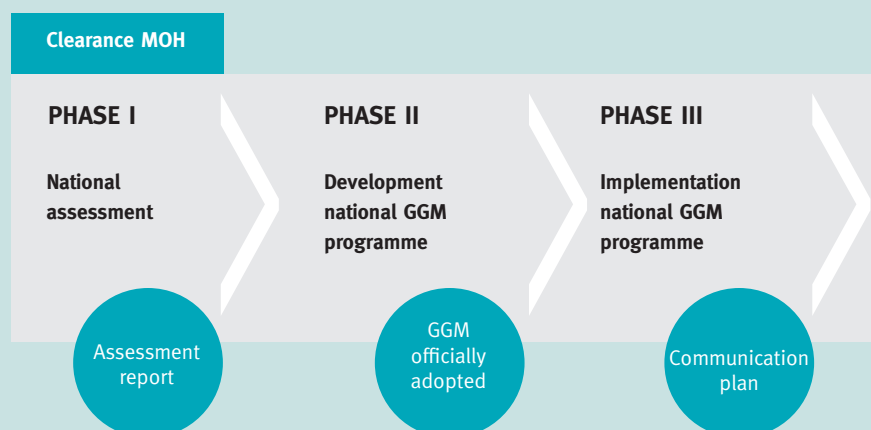 Clearance MOH
PHASE I
National
assessment
Assessment
report
PHASE II
Development
national GGM
programme
GGM
officially
adopted
PHASE III
Implementation
national GGM
programme
Communication
plan